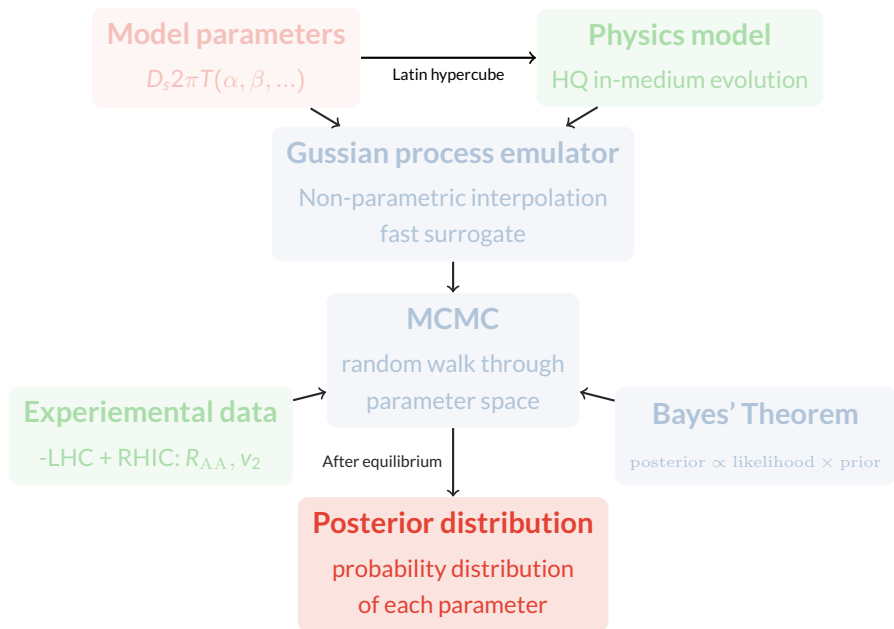 Model parameters
D_s2πT(α, β, ...)
Latin hypercube
Physics model
HQ in-medium evolution
Gussian process emulator
Non-parametric interpolation
fast surrogate
MCMC
random walk through
parameter space
Experiemental data
-LHC + RHIC: R_AA, v_2
Bayes' Theorem
posterior ∝ likelihood × prior
After equilibrium
Posterior distribution
probability distribution
of each parameter